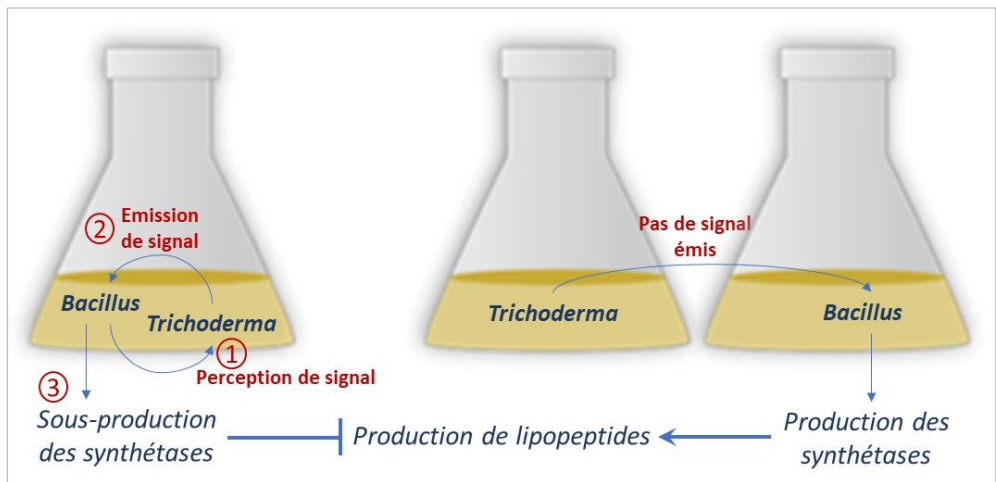 ② Emission
de signal
Bacillus
Trichoderma
① 
Perception de signal
③
Sous-production
des synthétases
Pas de signal
émis
Trichoderma
Bacillus
Production de lipopeptides
Production des
synthétases